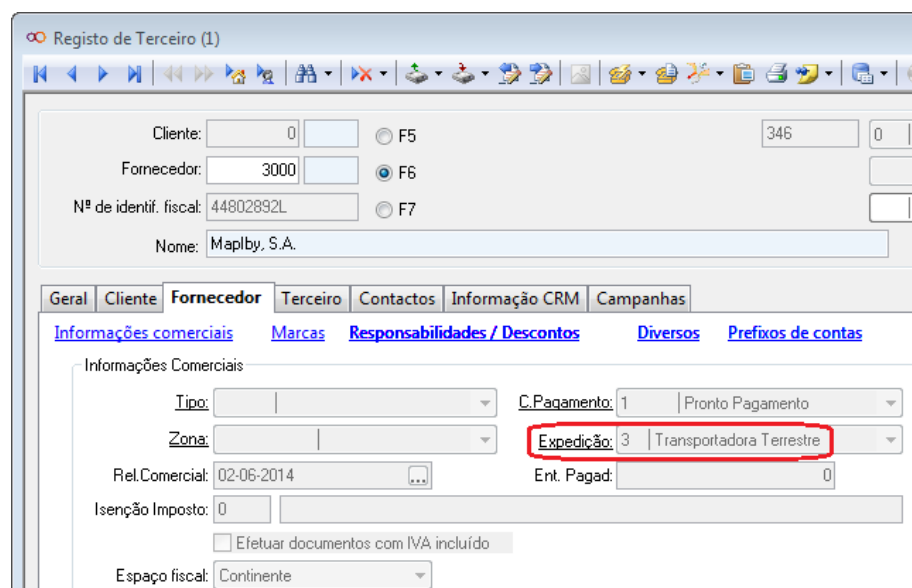 Registo de Terceiro (1)
Cliente: 0 F5 346 0
Fornecedor: 3000 F6
Nº de identif. fiscal: 44802892L F7
Nome: Maplby, S.A.
Geral Cliente Fornecedor Terceiro Contactos Informação CRM Campanhas
Informações comerciais Marcas Responsabilidades / Descontos Diversos Prefixos de contas
Informações Comerciais
Tipo: C.Pagamento: 1 Pronto Pagamento
Zona: Expedição: 3 Transportadora Terrestre
Rel.Comercial: 02-06-2014 ... Ent. Pagad: 0
Isenção Imposto: 0
Efetuar documentos com IVA incluído
Espaço fiscal: Continente